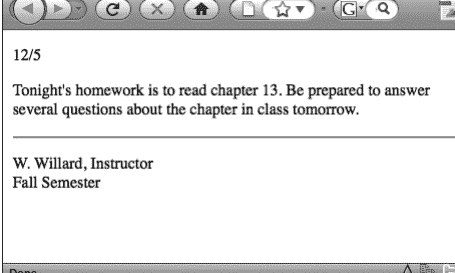 G
12/5
Tonight's homework is to read chapter 13. Be prepared to answer
several questions about the chapter in class tomorrow.
W. Willard, Instructor
Fall Semester
Done